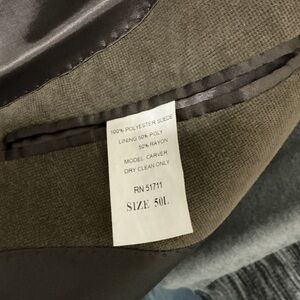 100% POLYESTER SUEDE
LINING 50% POLY
50% RAYON
MODEL CARVER
DRY CLEAN ONLY
RN 51711
SIZE 50L